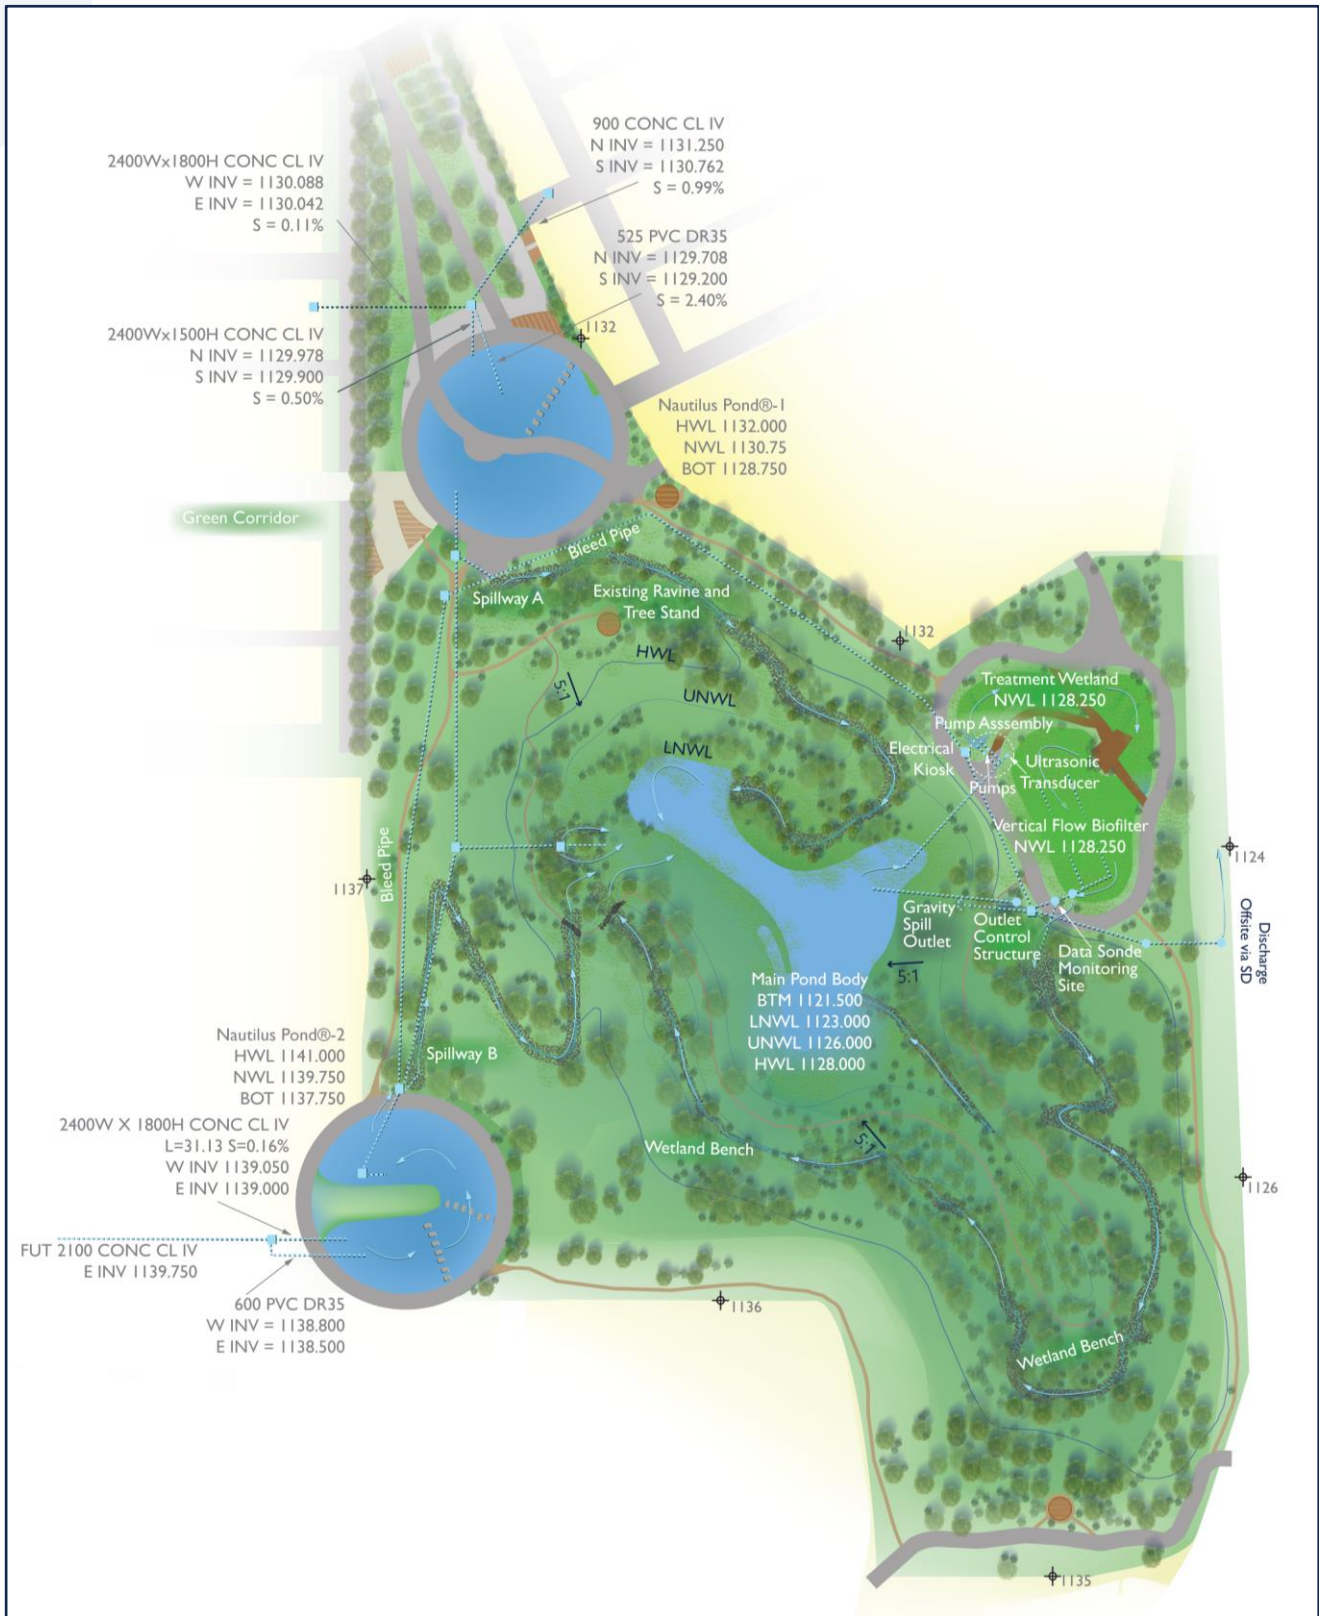 900 CONC CL IV
N INV = 1131.250
S INV = 1130.762
S = 0.99%
2400Wx1800H CONC CL IV
W INV = 1130.088
E INV = 1130.042
S = 0.11%
525 PVC DR35
N INV = 1129.708
S INV = 1129.200
S = 2.40%
2400Wx1500H CONC CL IV
N INV = 1129.978
S INV = 1129.900
S = 0.50%
1132
Nautilus Pond®-1
HWL 1132.000
NWL 1130.75
BOT 1128.750
Green Corridor
Bleed Pipe
Spillway A
Existing Ravine and
Tree Stand
1132
HWL
5:1
UNWL
LNWL
Treatment Wetland
NWL 1128.250
Pump Asssembly
Electrical
Kiosk
Ultrasonic
Transducer
Pumps
Vertical Flow Biofilter
NWL 1128.250
1124
Bleed Pipe
1137
Gravity
Spill
Outlet
Outlet
Control
Structure
Data Sonde
Monitoring
Site
Discharge
Offsite via SD
5:1
Main Pond Body
BTM 1121.500
LNWL 1123.000
UNWL 1126.000
HWL 1128.000
Nautilus Pond®-2
HWL 1141.000
NWL 1139.750
BOT 1137.750
Spillway B
2400W X 1800H CONC CL IV
L=31.13 S=0.16%
W INV 1139.050
E INV 1139.000
Wetland Bench
5:1
1126
FUT 2100 CONC CL IV
E INV 1139.750
600 PVC DR35
W INV = 1138.800
E INV = 1138.500
1136
Wetland Bench
1135